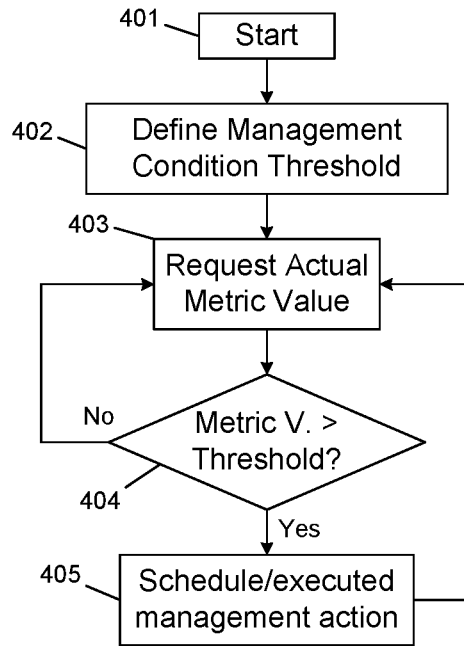 401
Start
402
Define Management
Condition Threshold
403
Request Actual
Metric Value
No
Metric V. >
Threshold?
404
Yes
405
Schedule/executed
management action